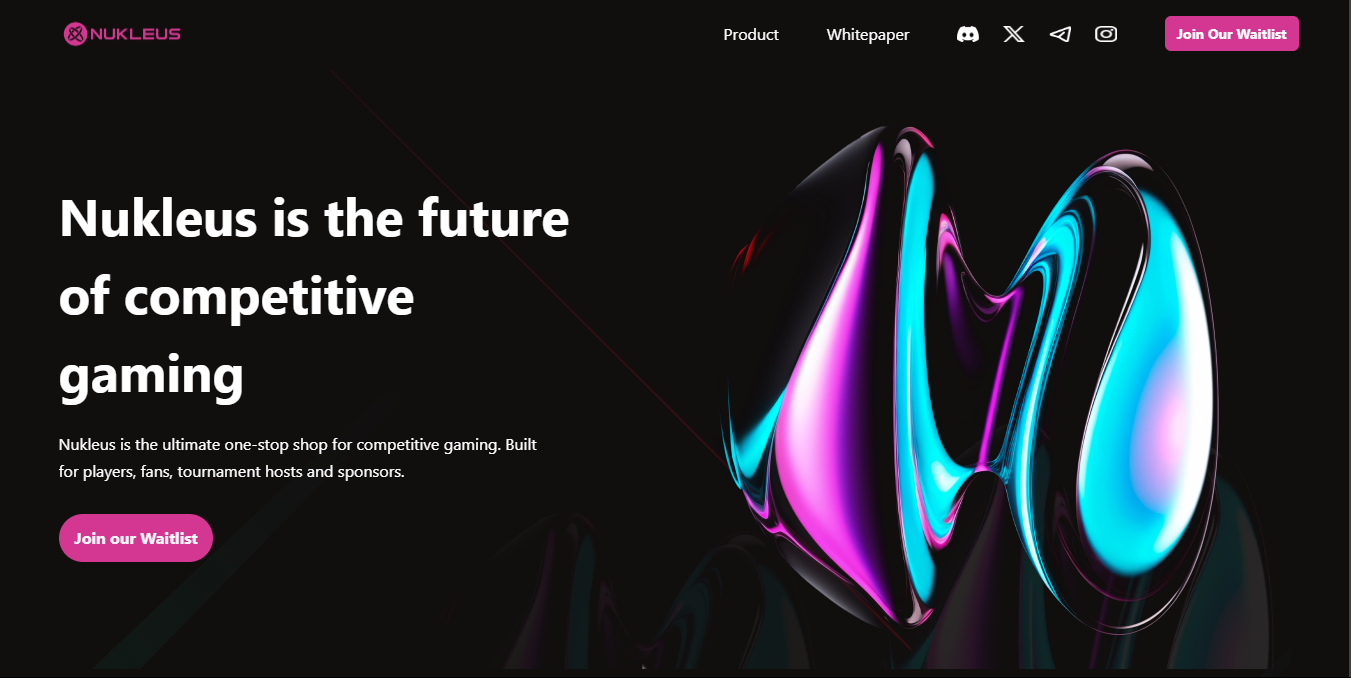 NUKLEUS
Product
Whitepaper
Join Our Waitlist
Nukleus is the future
of competitive
gaming
Nukleus is the ultimate one-stop shop for competitive gaming. Built
for players, fans, tournament hosts and sponsors.
Join our Waitlist